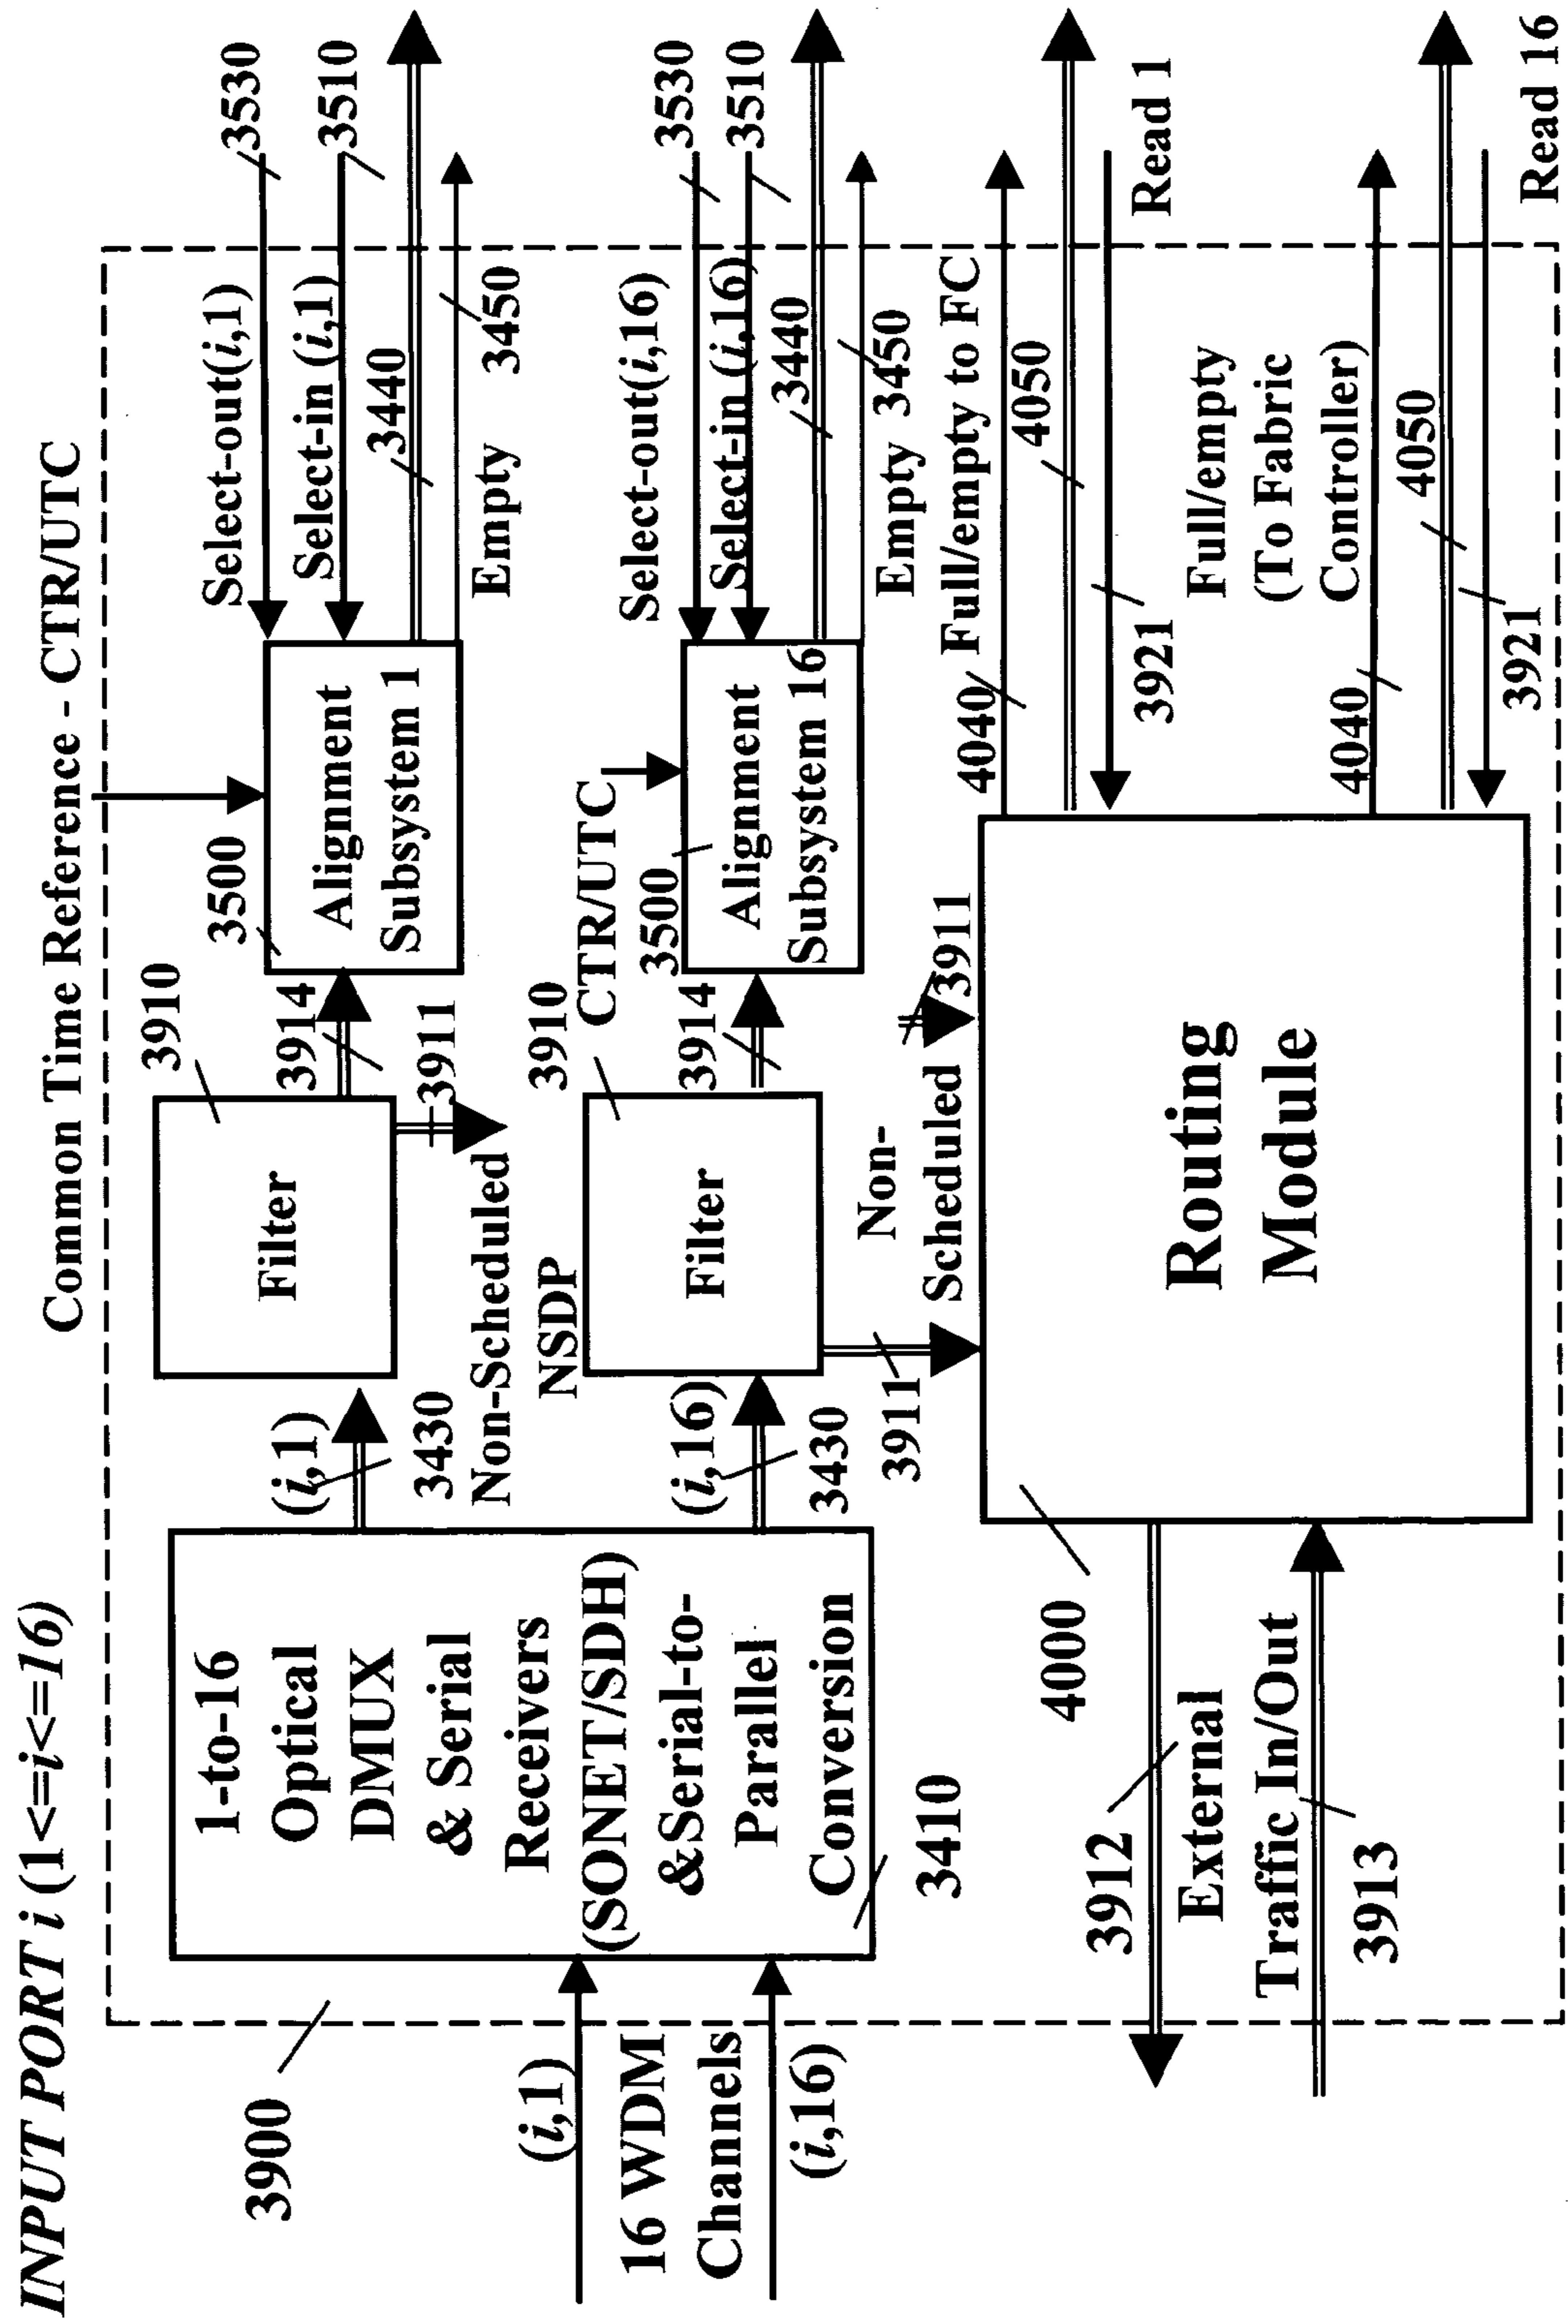 INPUT PORT i (1<=i<=16)
Common Time Reference - CTR/UTC
3900
(i,1)
16 WDM
Channels
(i,16)
1-to-16
Optical
DMUX
& Serial
Receivers
(SONET/SDH)
&Serial-to-
Parallel
Conversion
3410
(i,1)
3430
Filter
3910
3914
3911
Non-Scheduled
NSDP
3500
Alignment
Subsystem 1
Select-out(i,1)
3530
Select-in (i,1)
3510
3440
Empty
3450
(i,16)
3430
Filter
3910
3914
3911
CTR/UTC
3500
Alignment
Subsystem 16
Select-out(i,16)
3530
Select-in (i,16)
3510
3440
Empty
3450
Non-
Scheduled
3911
4000
Routing
Module
3912
External
Traffic In/Out
3913
4040
Full/empty to FC
4050
3921
Read 1
Full/empty
(To Fabric
Controller)
4040
4050
3921
Read 16